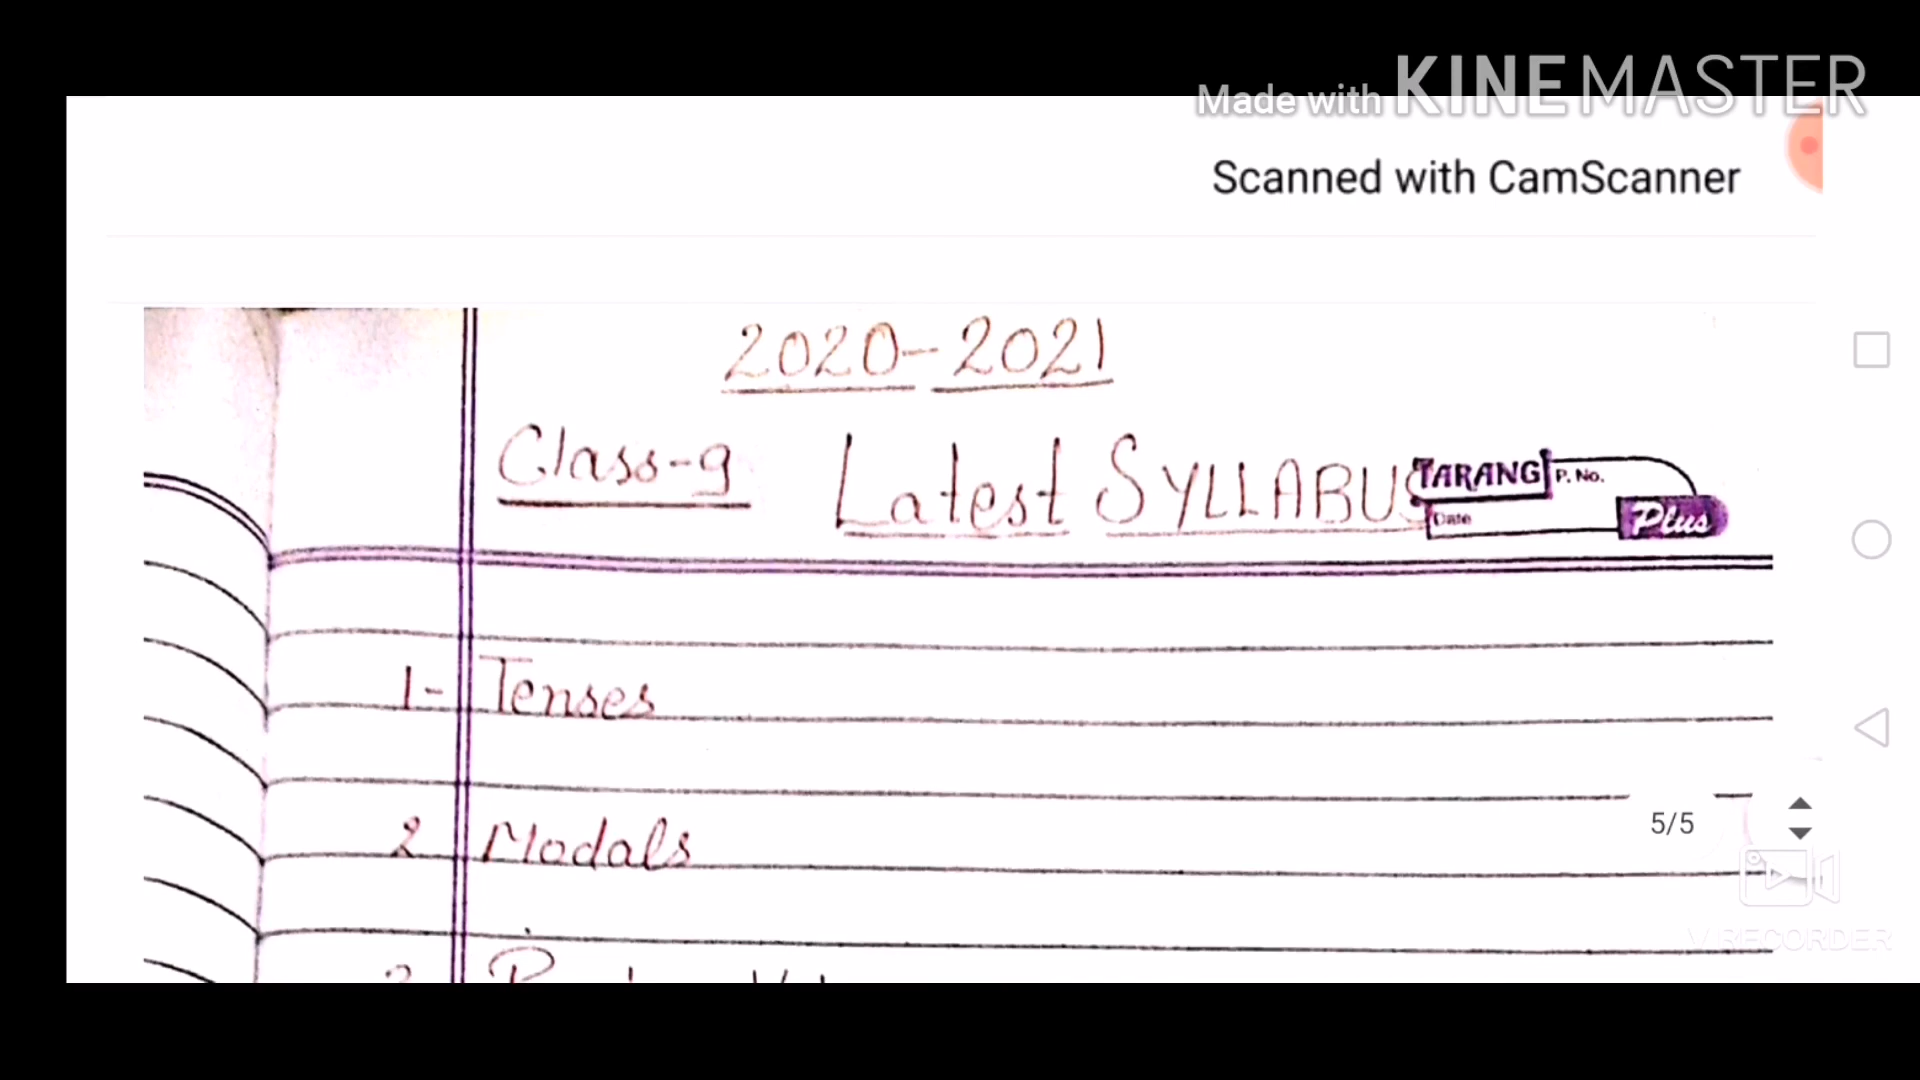 Made with KINEMASTER
Scanned with CamScanner
2020-2021
Class-9 Latest SYLLABUS
TARANG P. No.
Date Plus
1- Tenses
2 Modals
5/5
V RECORDER